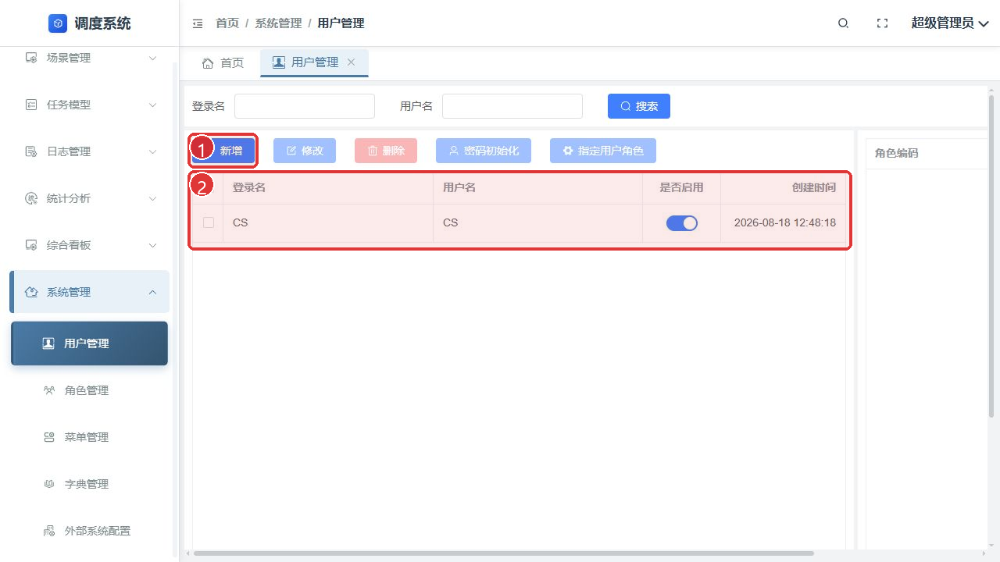 调度系统
首页 / 系统管理 / 用户管理
超级管理员
首页
用户管理
场景管理
任务模型
日志管理
统计分析
综合看板
系统管理
用户管理
角色管理
菜单管理
字典管理
外部系统配置
登录名
用户名
搜索
1 新增
修改
删除
密码初始化
指定用户角色
2 登录名 用户名 是否启用 创建时间
CS CS 2026-08-18 12:48:18
角色编码